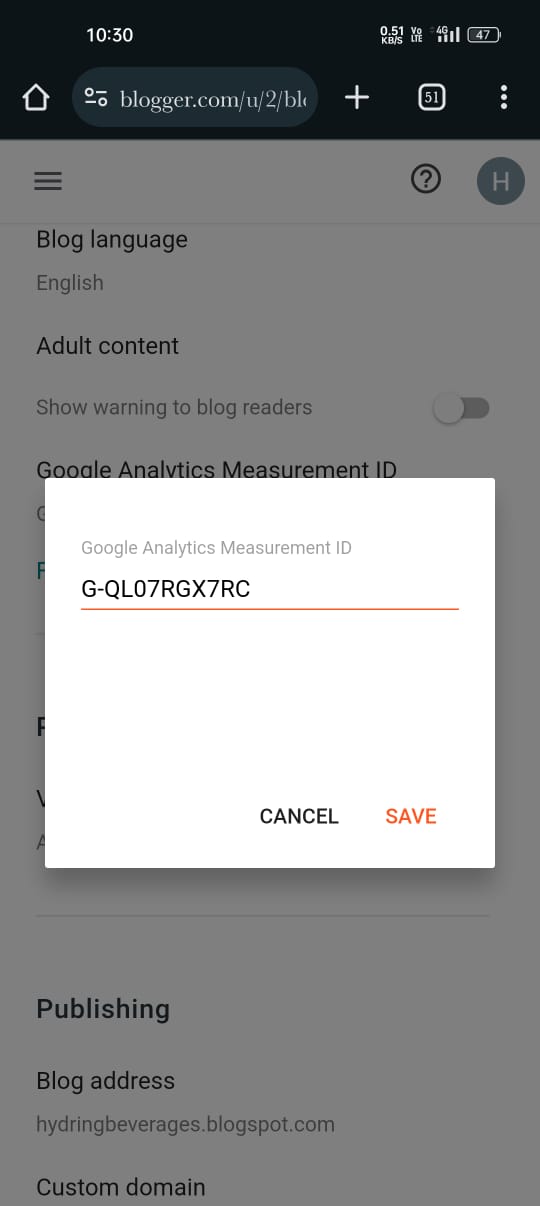 10:30
0.51 KB/S Vo LTE 4G 47
blogger.com/u/2/bl
51
H
Blog language
English
Adult content
Show warning to blog readers
Google Analytics Measurement ID
Google Analytics Measurement ID
G-QL07RGX7RC
CANCEL
SAVE
Publishing
Blog address
hydringbeverages.blogspot.com
Custom domain